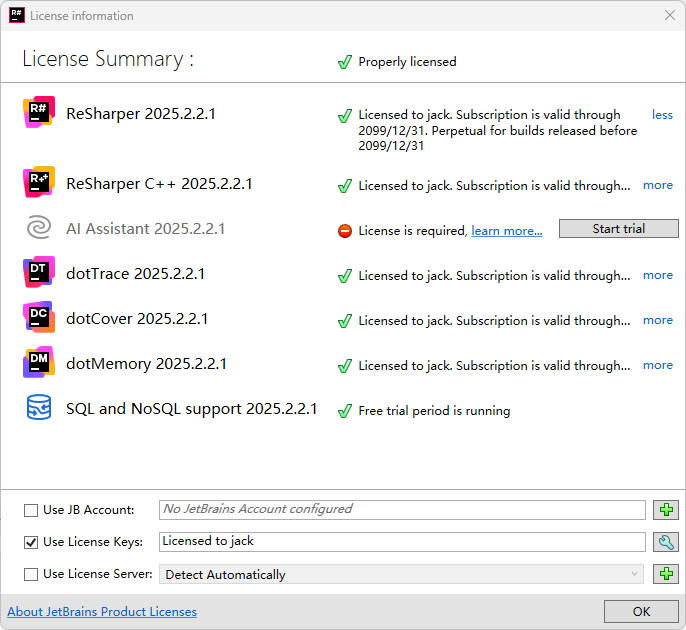 R#
License information
License Summary :
Properly licensed
R#
ReSharper 2025.2.2.1
Licensed to jack. Subscription is valid through
2099/12/31. Perpetual for builds released before
2099/12/31
less
R++
ReSharper C++ 2025.2.2.1
Licensed to jack. Subscription is valid through... more
AI Assistant 2025.2.2.1
License is required, learn more... Start trial
DT
dotTrace 2025.2.2.1
Licensed to jack. Subscription is valid through... more
DC
dotCover 2025.2.2.1
Licensed to jack. Subscription is valid through... more
DM
dotMemory 2025.2.2.1
Licensed to jack. Subscription is valid through... more
SQL and NoSQL support 2025.2.2.1
Free trial period is running
Use JB Account: No JetBrains Account configured
Use License Keys: Licensed to jack
Use License Server: Detect Automatically
About JetBrains Product Licenses
OK